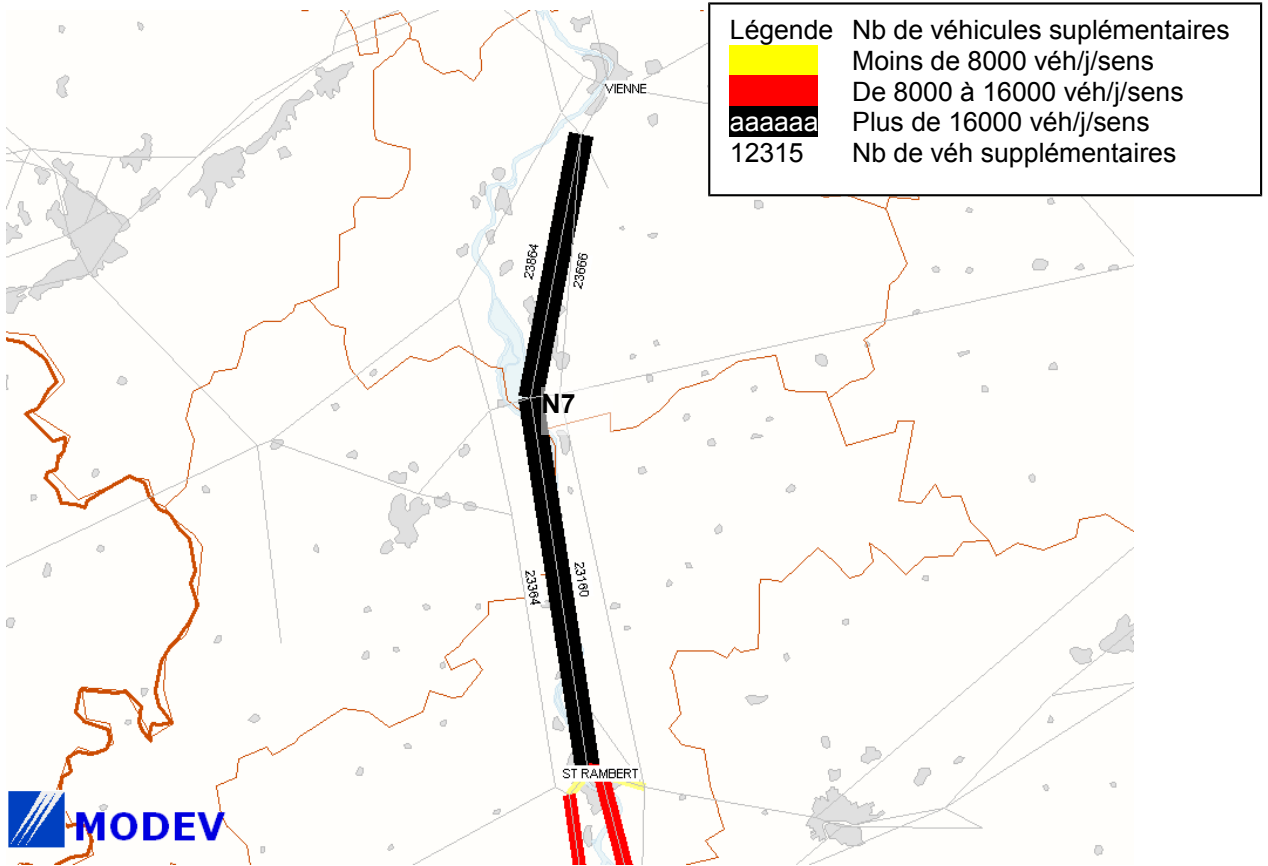 Légende Nb de véhicules suplémentaires
Moins de 8000 véh/j/sens
De 8000 à 16000 véh/j/sens
aaaaaa Plus de 16000 véh/j/sens
12315 Nb de véh supplémentaires
VIENNE
23864
23666
N7
23364
23160
ST RAMBERT
MODEV